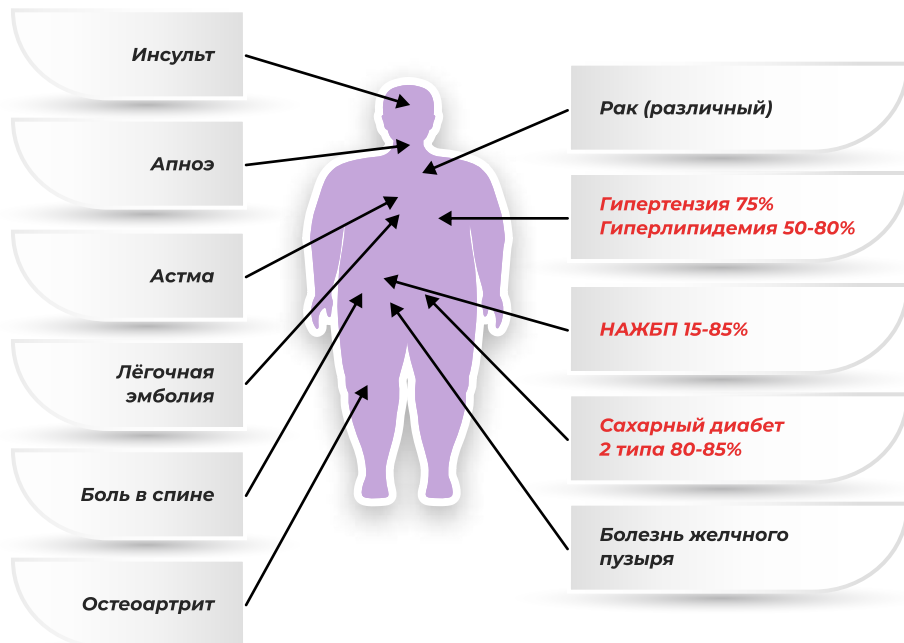 Инсульт
Апноэ
Астма
Лёгочная
эмболия
Боль в спине
Остеоартрит
Рак (различный)
Гипертензия 75%
Гиперлипидемия 50-80%
НАЖБП 15-85%
Сахарный диабет
2 типа 80-85%
Болезнь желчного
пузыря